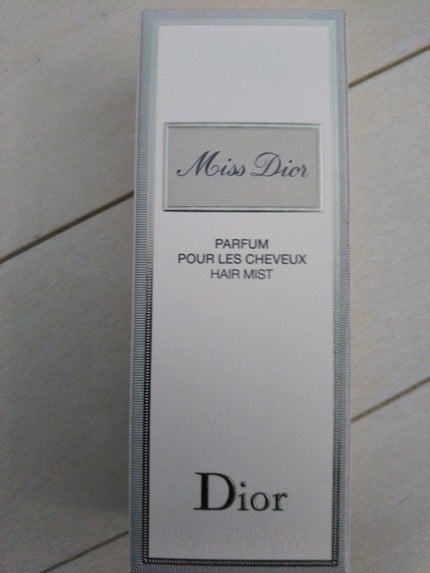 Miss Dior
PARFUM
POUR LES CHEVEUX
HAIR MIST
Dior